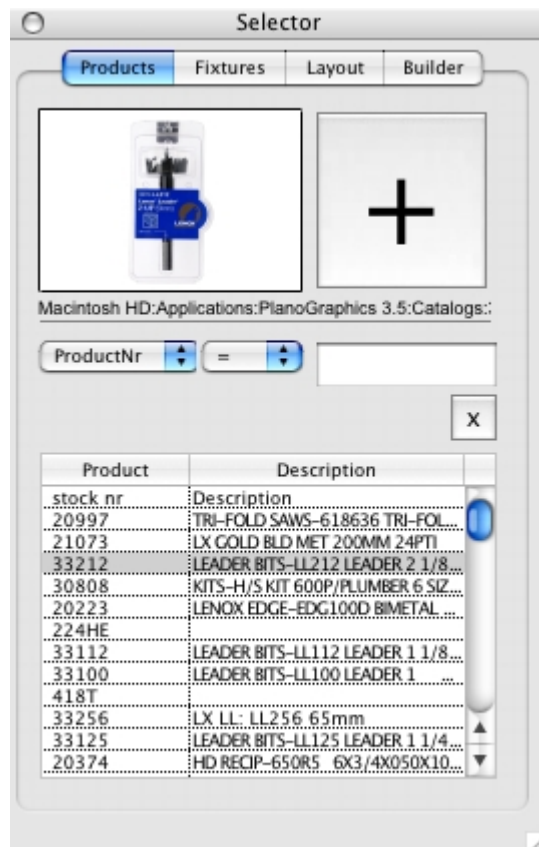 Selector
Products Fixtures Layout Builder
LENOX
Macintosh HD:Applications:PlanoGraphics 3.5:Catalogs:
ProductNr =
x
Product Description
stock nr Description
20997 TRI-FOLD SAWS-618636 TRI-FOL...
21073 LX GOLD BLD MET 200MM 24PTI
33212 LEADER BITS-LL212 LEADER 2 1/8...
30808 KITS-H/S KIT 600P/PLUMBER 6 SIZ...
20223 LENOX EDGE-EDG100D BIMETAL ...
224HE
33112 LEADER BITS-LL112 LEADER 1 1/8...
33100 LEADER BITS-LL100 LEADER 1 ...
418T
33256 LX LL: LL256 65mm
33125 LEADER BITS-LL125 LEADER 1 1/4...
20374 HD RECIP-650R5 6X3/4X050X10...